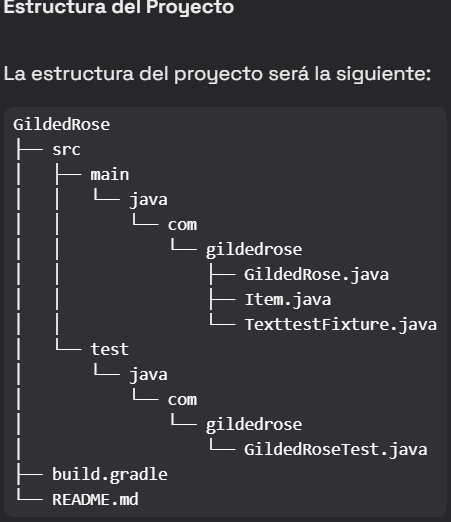 Estructura del Proyecto
La estructura del proyecto será la siguiente:
GildedRose
├── src
│   ├── main
│   │   └── java
│   │       └── com
│   │           └── gildedrose
│   │               ├── GildedRose.java
│   │               ├── Item.java
│   │               └── TexttestFixture.java
│   └── test
│       └── java
│           └── com
│               └── gildedrose
│                   └── GildedRoseTest.java
├── build.gradle
└── README.md